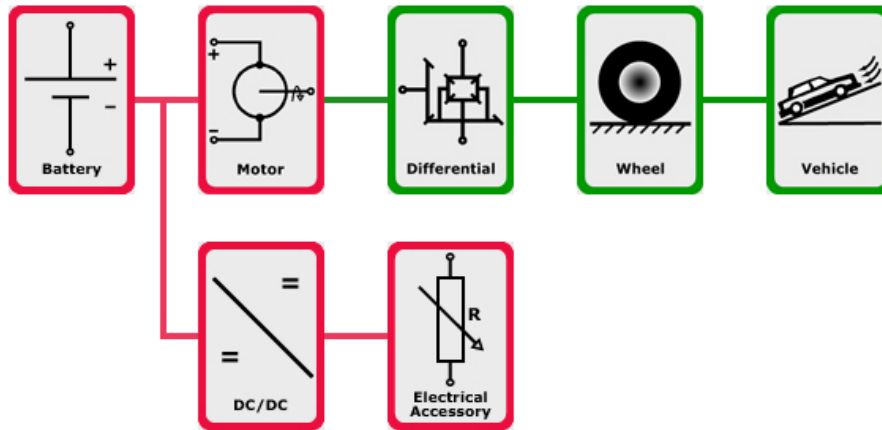 +
−
Battery
+
−
Motor
Differential
Wheel
Vehicle
=
=
DC/DC
R
Electrical
Accessory